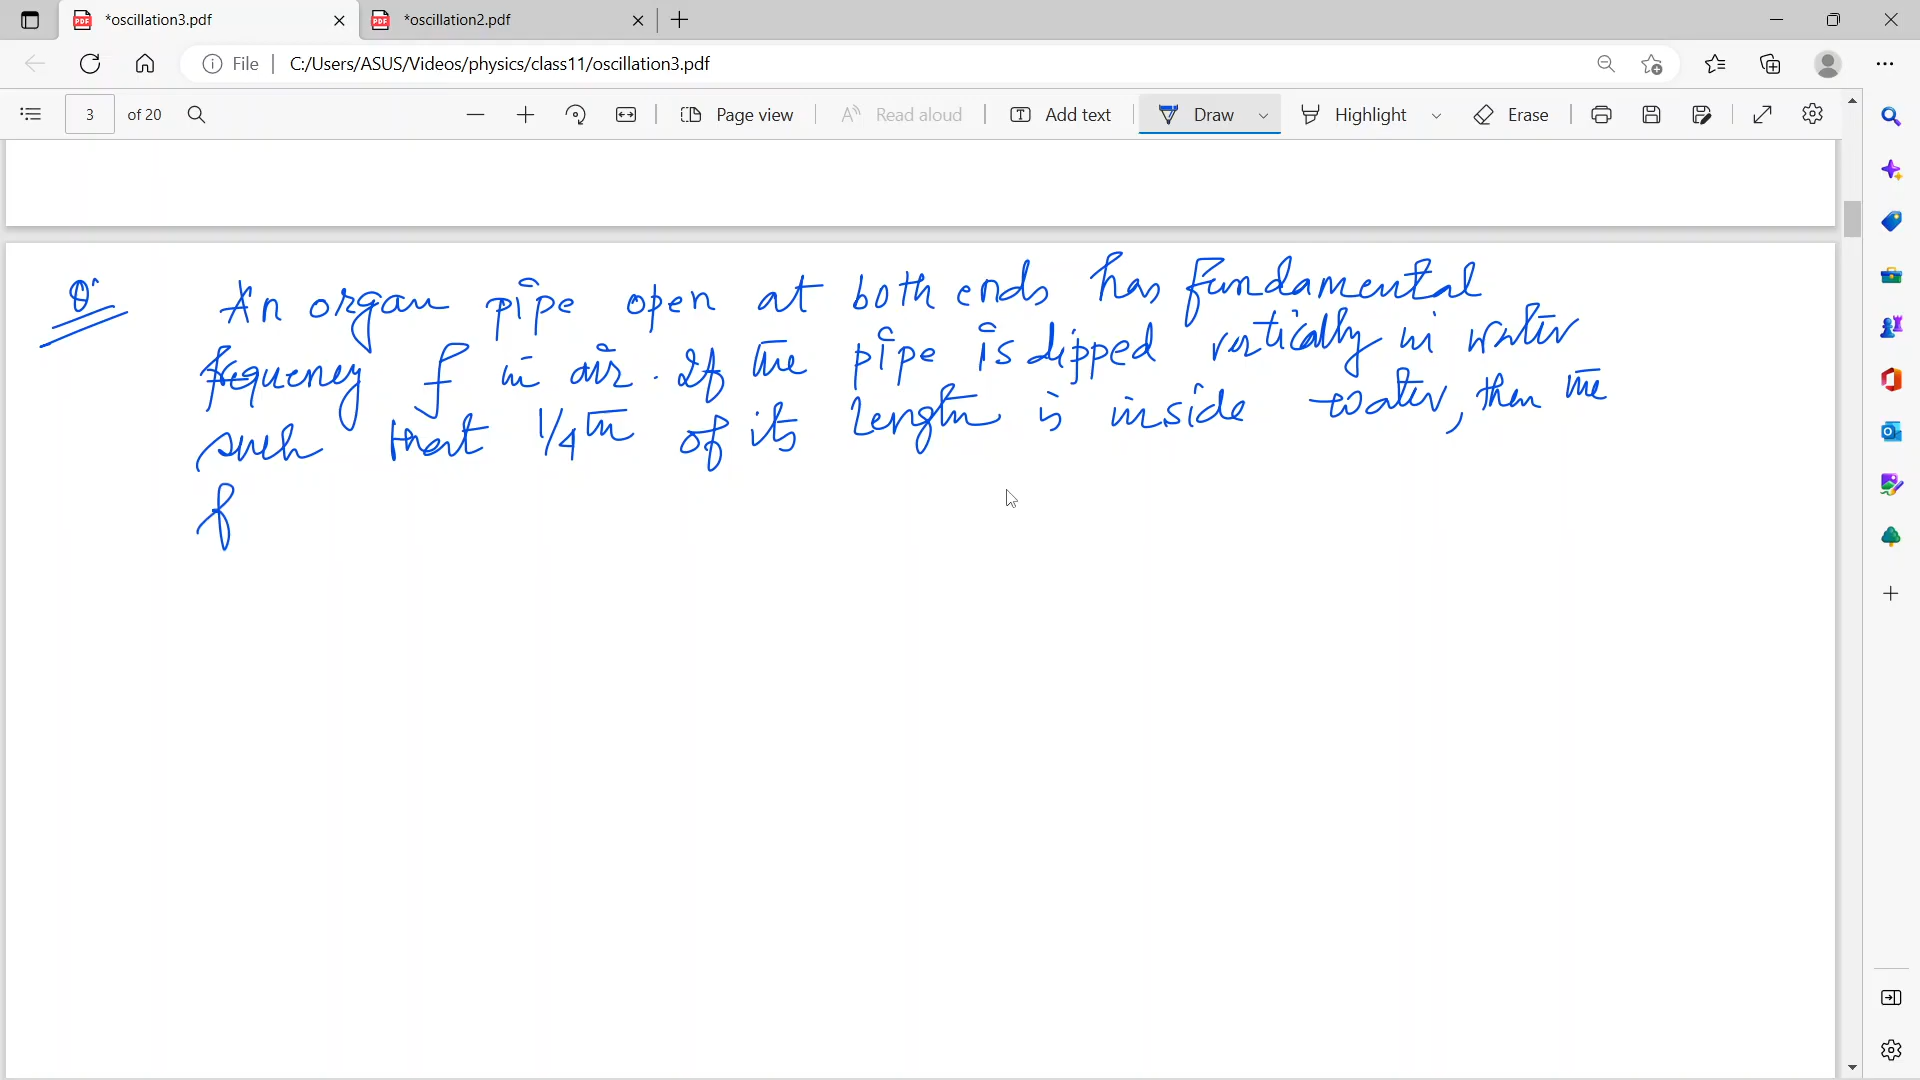 *oscillation3.pdf
*oscillation2.pdf
File
C:/Users/ASUS/Videos/physics/class11/oscillation3.pdf
3 of 20
Page view
Read aloud
Add text
Draw
Highlight
Erase
Q. An organ pipe open at both ends has fundamental
frequency f in air. If the pipe is dipped vertically in water
such that 1/4th of its length is inside water, then the
f